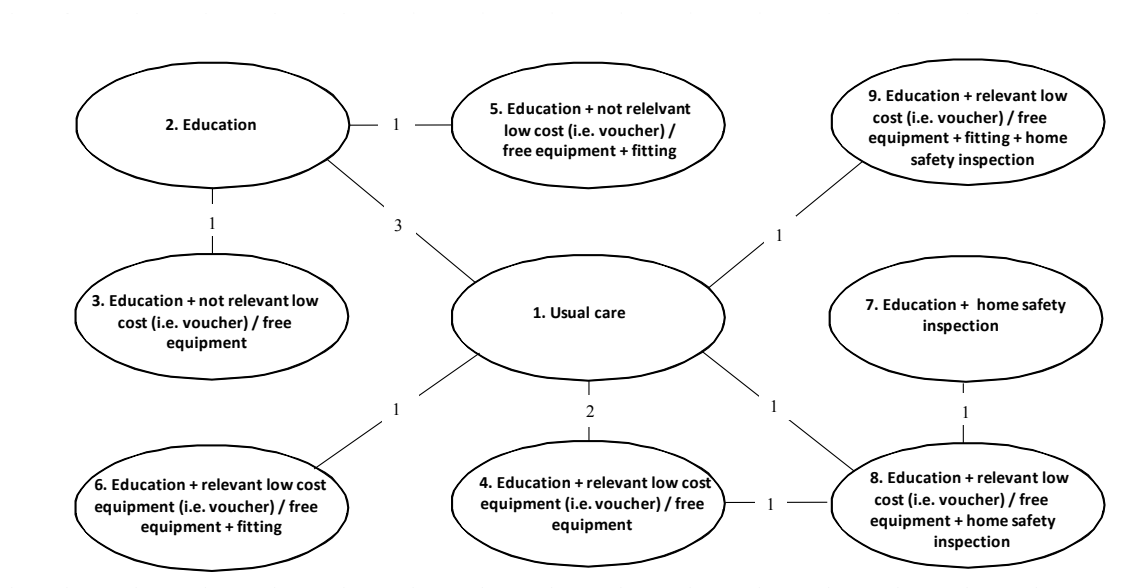 2. Education
1
5. Education + not relelvant
low cost (i.e. voucher) /
free equipment + fitting
9. Education + relevant low
cost (i.e. voucher) / free
equipment + fitting + home
safety inspection
1
3
1
3. Education + not relevant low
cost (i.e. voucher) / free
equipment
1. Usual care
7. Education + home safety
inspection
1
2
1
1
6. Education + relevant low cost
equipment (i.e. voucher) / free
equipment + fitting
4. Education + relevant low cost
equipment (i.e. voucher) / free
equipment
1
8. Education + relevant low
cost (i.e. voucher) / free
equipment + home safety
inspection